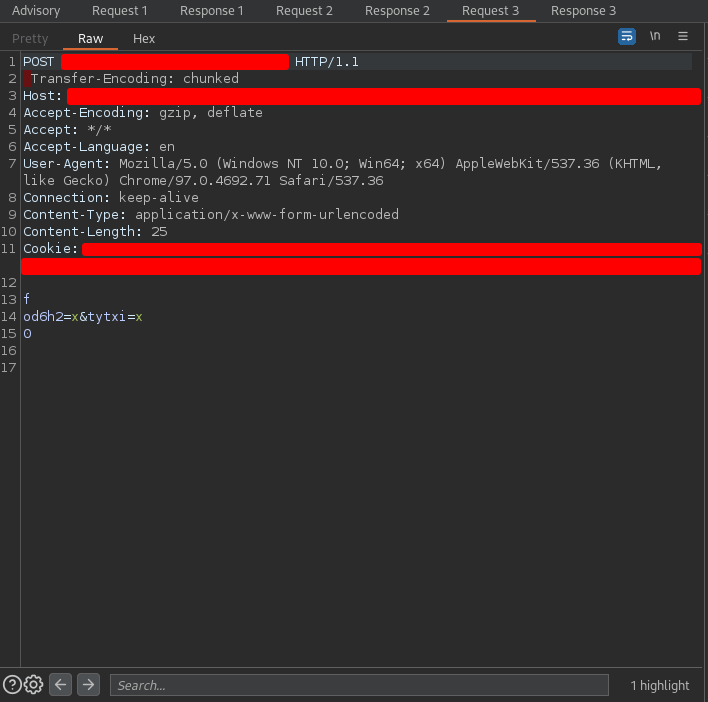 Advisory Request 1 Response 1 Request 2 Response 2 Request 3 Response 3
Pretty Raw Hex \n
1 POST HTTP/1.1
2 Transfer-Encoding: chunked
3 Host:
4 Accept-Encoding: gzip, deflate
5 Accept: */*
6 Accept-Language: en
7 User-Agent: Mozilla/5.0 (Windows NT 10.0; Win64; x64) AppleWebKit/537.36 (KHTML,
like Gecko) Chrome/97.0.4692.71 Safari/537.36
8 Connection: keep-alive
9 Content-Type: application/x-www-form-urlencoded
10 Content-Length: 25
11 Cookie:
12
13 f
14 od6h2=x&tytxi=x
15 0
16
17
? Search... 1 highlight